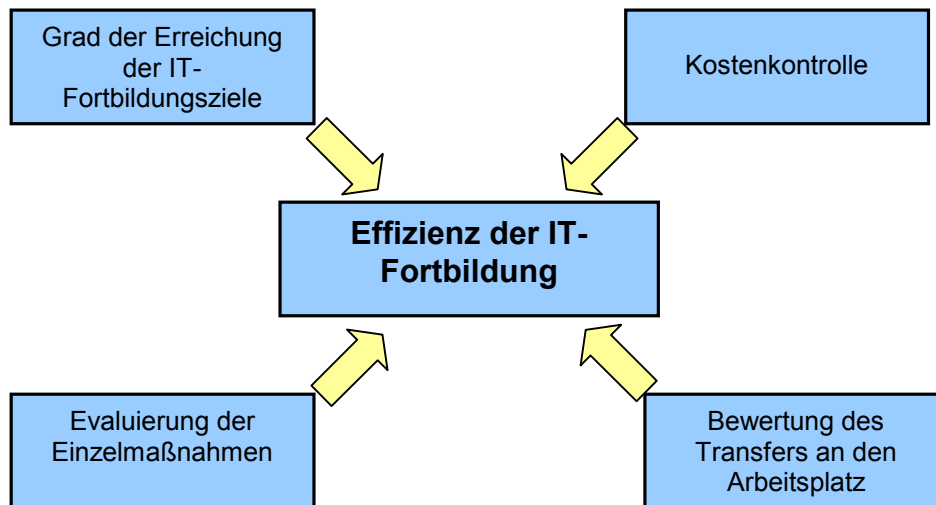 Grad der Erreichung
der IT-
Fortbildungsziele
Kostenkontrolle
Effizienz der IT-
Fortbildung
Evaluierung der
Einzelmaßnahmen
Bewertung des
Transfers an den
Arbeitsplatz